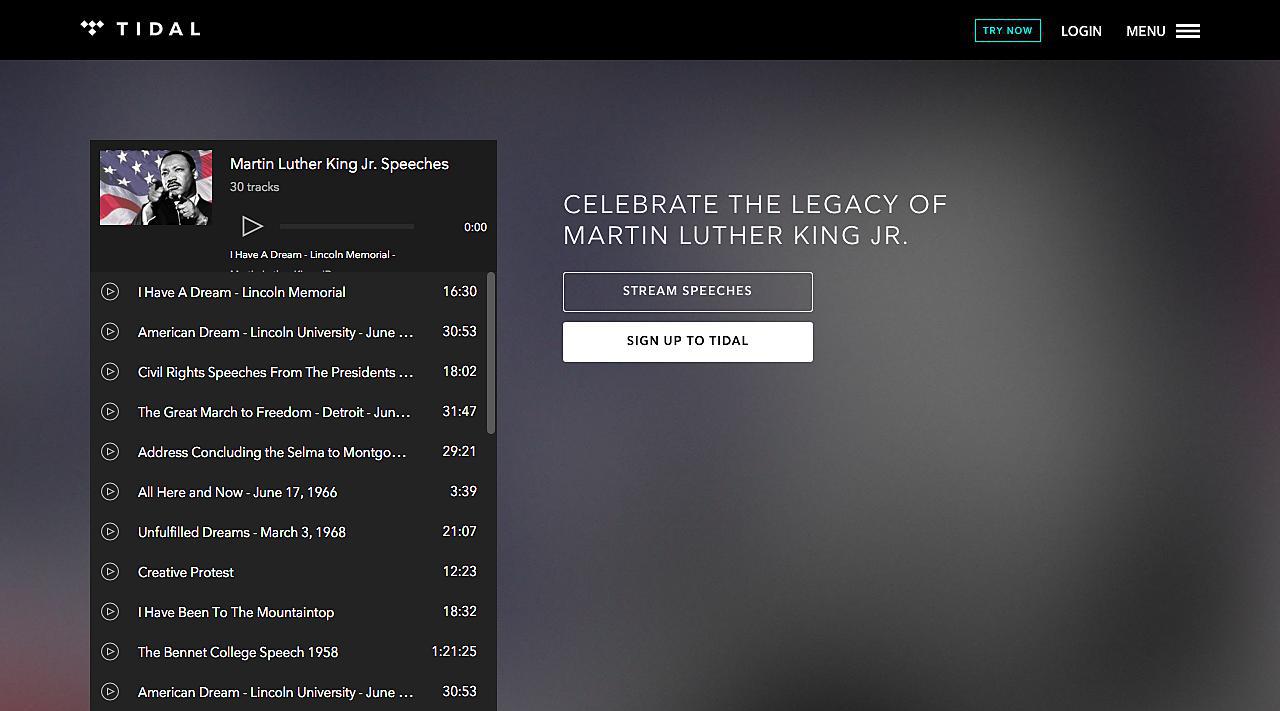 TIDAL
TRY NOW
LOGIN
MENU
Martin Luther King Jr. Speeches
30 tracks
0:00
I Have A Dream - Lincoln Memorial -
I Have A Dream - Lincoln Memorial 16:30
American Dream - Lincoln University - June ... 30:53
Civil Rights Speeches From The Presidents ... 18:02
The Great March to Freedom - Detroit - Jun... 31:47
Address Concluding the Selma to Montgo... 29:21
All Here and Now - June 17, 1966 3:39
Unfulfilled Dreams - March 3, 1968 21:07
Creative Protest 12:23
I Have Been To The Mountaintop 18:32
The Bennet College Speech 1958 1:21:25
American Dream - Lincoln University - June ... 30:53
CELEBRATE THE LEGACY OF
MARTIN LUTHER KING JR.
STREAM SPEECHES
SIGN UP TO TIDAL